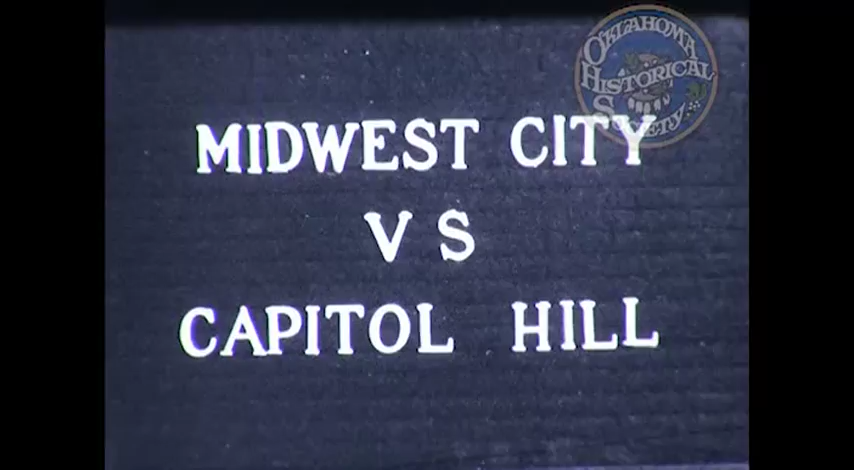 OKLAHOMA
HISTORICAL
SOCIETY
MIDWEST CITY
VS
CAPITOL HILL